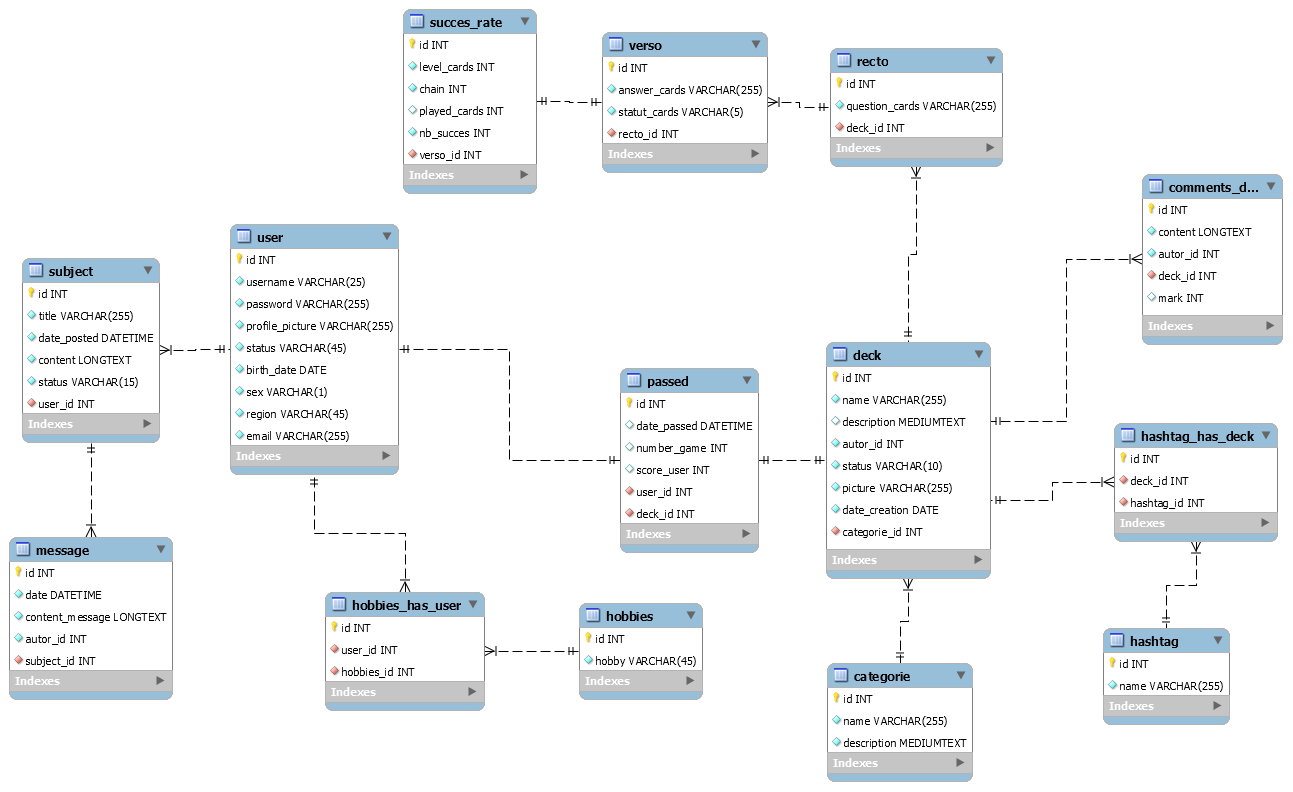 succes_rate
id INT
level_cards INT
chain INT
played_cards INT
nb_succes INT
verso_id INT
Indexes
verso
id INT
answer_cards VARCHAR(255)
statut_cards VARCHAR(5)
recto_id INT
Indexes
recto
id INT
question_cards VARCHAR(255)
deck_id INT
Indexes
comments_d...
id INT
content LONGTEXT
autor_id INT
deck_id INT
mark INT
Indexes
subject
id INT
title VARCHAR(255)
date_posted DATETIME
content LONGTEXT
status VARCHAR(15)
user_id INT
Indexes
user
id INT
username VARCHAR(25)
password VARCHAR(255)
profile_picture VARCHAR(255)
status VARCHAR(45)
birth_date DATE
sex VARCHAR(1)
region VARCHAR(45)
email VARCHAR(255)
Indexes
passed
id INT
date_passed DATETIME
number_game INT
score_user INT
user_id INT
deck_id INT
Indexes
deck
id INT
name VARCHAR(255)
description MEDIUMTEXT
autor_id INT
status VARCHAR(10)
picture VARCHAR(255)
date_creation DATE
categorie_id INT
Indexes
hashtag_has_deck
id INT
deck_id INT
hashtag_id INT
Indexes
message
id INT
date DATETIME
content_message LONGTEXT
autor_id INT
subject_id INT
Indexes
hobbies_has_user
id INT
user_id INT
hobbies_id INT
Indexes
hobbies
id INT
hobby VARCHAR(45)
Indexes
categorie
id INT
name VARCHAR(255)
description MEDIUMTEXT
Indexes
hashtag
id INT
name VARCHAR(255)
Indexes